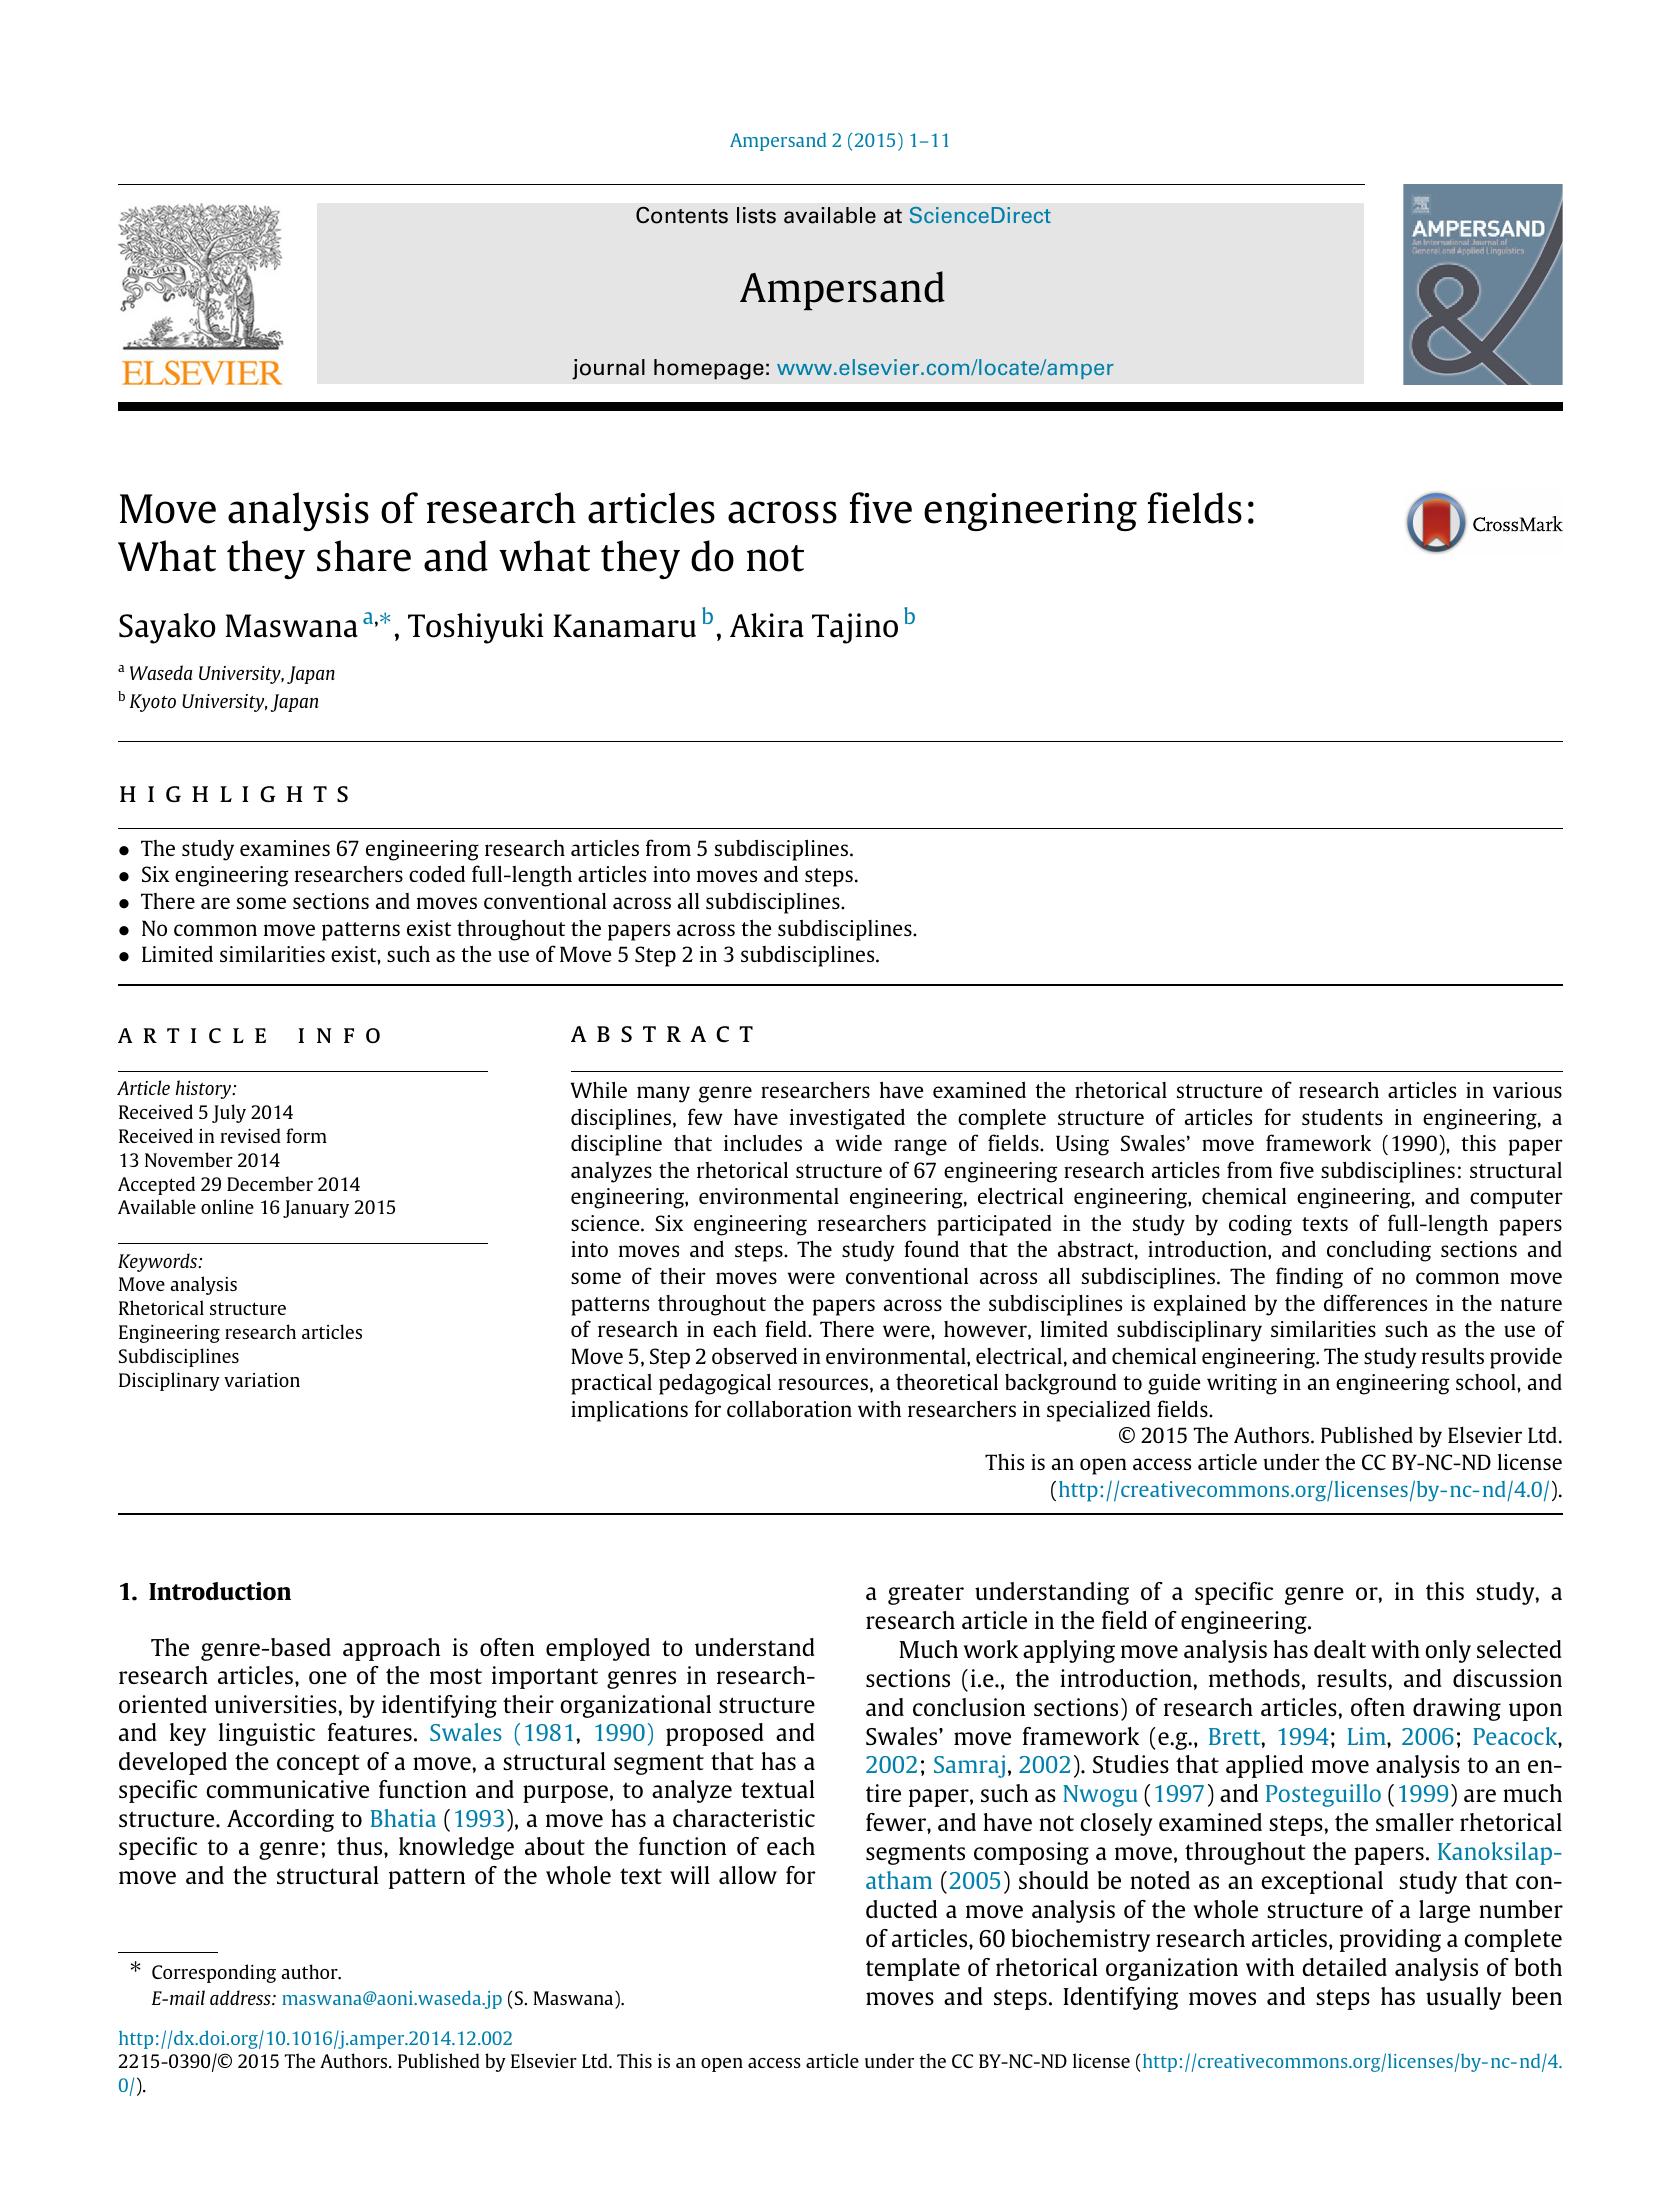 Ampersand 2 (2015) 1–11
Contents lists available at ScienceDirect
Ampersand
journal homepage: www.elsevier.com/locate/amper
NON SOLUS
ELSEVIER
AMPERSAND
An International Journal of
General and Applied Linguistics
&
Move analysis of research articles across five engineering fields:
What they share and what they do not
CrossMark
Sayako Maswana a,∗, Toshiyuki Kanamaru b, Akira Tajino b
a Waseda University, Japan
b Kyoto University, Japan
HIGHLIGHTS
• The study examines 67 engineering research articles from 5 subdisciplines.
• Six engineering researchers coded full-length articles into moves and steps.
• There are some sections and moves conventional across all subdisciplines.
• No common move patterns exist throughout the papers across the subdisciplines.
• Limited similarities exist, such as the use of Move 5 Step 2 in 3 subdisciplines.
ARTICLE INFO
Article history:
Received 5 July 2014
Received in revised form
13 November 2014
Accepted 29 December 2014
Available online 16 January 2015
Keywords:
Move analysis
Rhetorical structure
Engineering research articles
Subdisciplines
Disciplinary variation
ABSTRACT
While many genre researchers have examined the rhetorical structure of research articles in various
disciplines, few have investigated the complete structure of articles for students in engineering, a
discipline that includes a wide range of fields. Using Swales’ move framework (1990), this paper
analyzes the rhetorical structure of 67 engineering research articles from five subdisciplines: structural
engineering, environmental engineering, electrical engineering, chemical engineering, and computer
science. Six engineering researchers participated in the study by coding texts of full-length papers
into moves and steps. The study found that the abstract, introduction, and concluding sections and
some of their moves were conventional across all subdisciplines. The finding of no common move
patterns throughout the papers across the subdisciplines is explained by the differences in the nature
of research in each field. There were, however, limited subdisciplinary similarities such as the use of
Move 5, Step 2 observed in environmental, electrical, and chemical engineering. The study results provide
practical pedagogical resources, a theoretical background to guide writing in an engineering school, and
implications for collaboration with researchers in specialized fields.
© 2015 The Authors. Published by Elsevier Ltd.
This is an open access article under the CC BY-NC-ND license
(http://creativecommons.org/licenses/by-nc-nd/4.0/).
1. Introduction
The genre-based approach is often employed to understand
research articles, one of the most important genres in research-
oriented universities, by identifying their organizational structure
and key linguistic features. Swales (1981, 1990) proposed and
developed the concept of a move, a structural segment that has a
specific communicative function and purpose, to analyze textual
structure. According to Bhatia (1993), a move has a characteristic
specific to a genre; thus, knowledge about the function of each
move and the structural pattern of the whole text will allow for
∗ Corresponding author.
E-mail address: maswana@aoni.waseda.jp (S. Maswana).
a greater understanding of a specific genre or, in this study, a
research article in the field of engineering.
Much work applying move analysis has dealt with only selected
sections (i.e., the introduction, methods, results, and discussion
and conclusion sections) of research articles, often drawing upon
Swales’ move framework (e.g., Brett, 1994; Lim, 2006; Peacock,
2002; Samraj, 2002). Studies that applied move analysis to an en-
tire paper, such as Nwogu (1997) and Posteguillo (1999) are much
fewer, and have not closely examined steps, the smaller rhetorical
segments composing a move, throughout the papers. Kanoksilap-
atham (2005) should be noted as an exceptional study that con-
ducted a move analysis of the whole structure of a large number
of articles, 60 biochemistry research articles, providing a complete
template of rhetorical organization with detailed analysis of both
moves and steps. Identifying moves and steps has usually been
http://dx.doi.org/10.1016/j.amper.2014.12.002
2215-0390/© 2015 The Authors. Published by Elsevier Ltd. This is an open access article under the CC BY-NC-ND license (http://creativecommons.org/licenses/by-nc-nd/4.
0/).